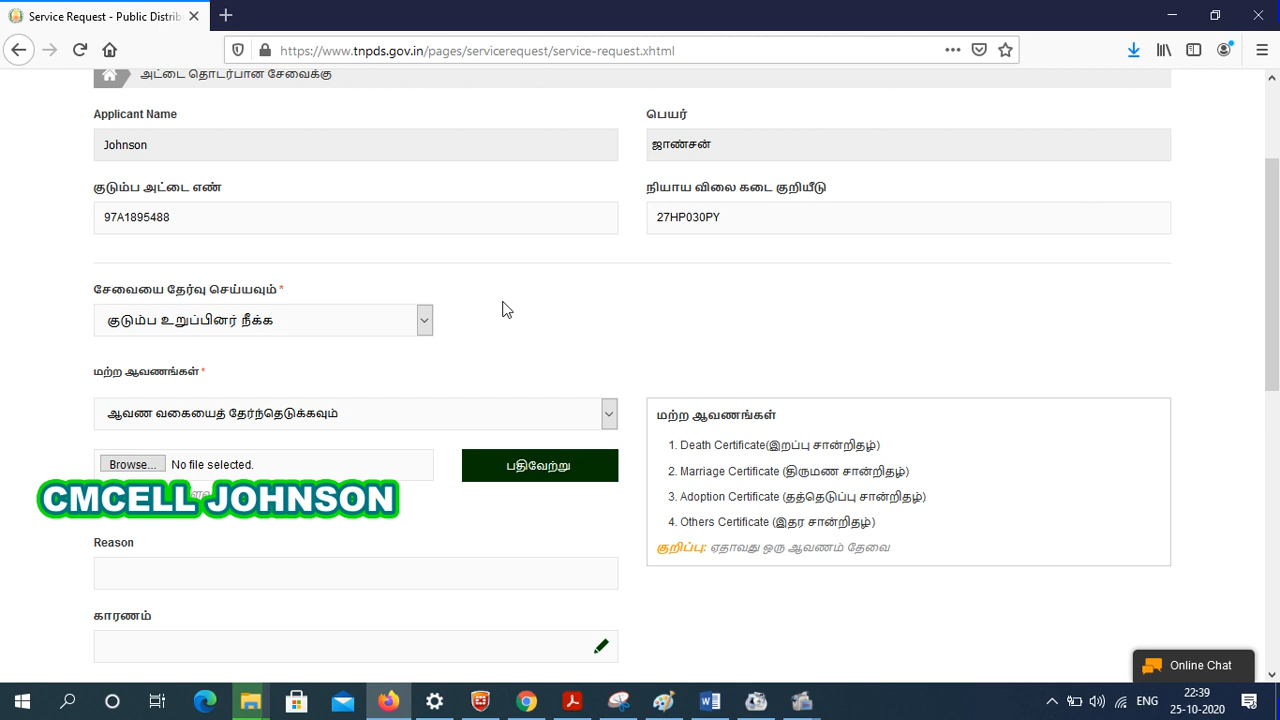 Service Request - Public Distrib
https://www.tnpds.gov.in/pages/servicerequest/service-request.xhtml
அட்டை தொடர்பான சேவைக்கு
Applicant Name
பெயர்
Johnson
ஜாண்சன்
குடும்ப அட்டை எண்
நியாய விலை கடை குறியீடு
97A1895488
27HP030PY
சேவையை தேர்வு செய்யவும் *
குடும்ப உறுப்பினர் நீக்க
மற்ற ஆவணங்கள் *
ஆவண வகையைத் தேர்ந்தெடுக்கவும்
மற்ற ஆவணங்கள்
1. Death Certificate(இறப்பு சான்றிதழ்)
2. Marriage Certificate (திருமண சான்றிதழ்)
3. Adoption Certificate (தத்தெடுப்பு சான்றிதழ்)
4. Others Certificate (இதர சான்றிதழ்)
குறிப்பு: ஏதாவது ஒரு ஆவணம் தேவை
Browse... No file selected.
பதிவேற்று
CMCELL JOHNSON
Reason
காரணம்
Online Chat
ENG
22:39
25-10-2020